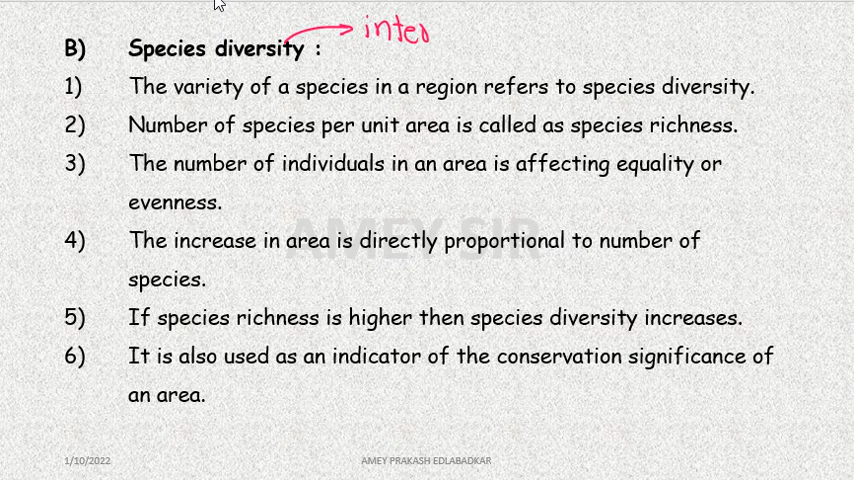 inter
B) Species diversity :
1) The variety of a species in a region refers to species diversity.
2) Number of species per unit area is called as species richness.
3) The number of individuals in an area is affecting equality or
evenness.
AMEY SIR
4) The increase in area is directly proportional to number of
species.
5) If species richness is higher then species diversity increases.
6) It is also used as an indicator of the conservation significance of
an area.
1/10/2022 AMEY PRAKASH EDLABADKAR